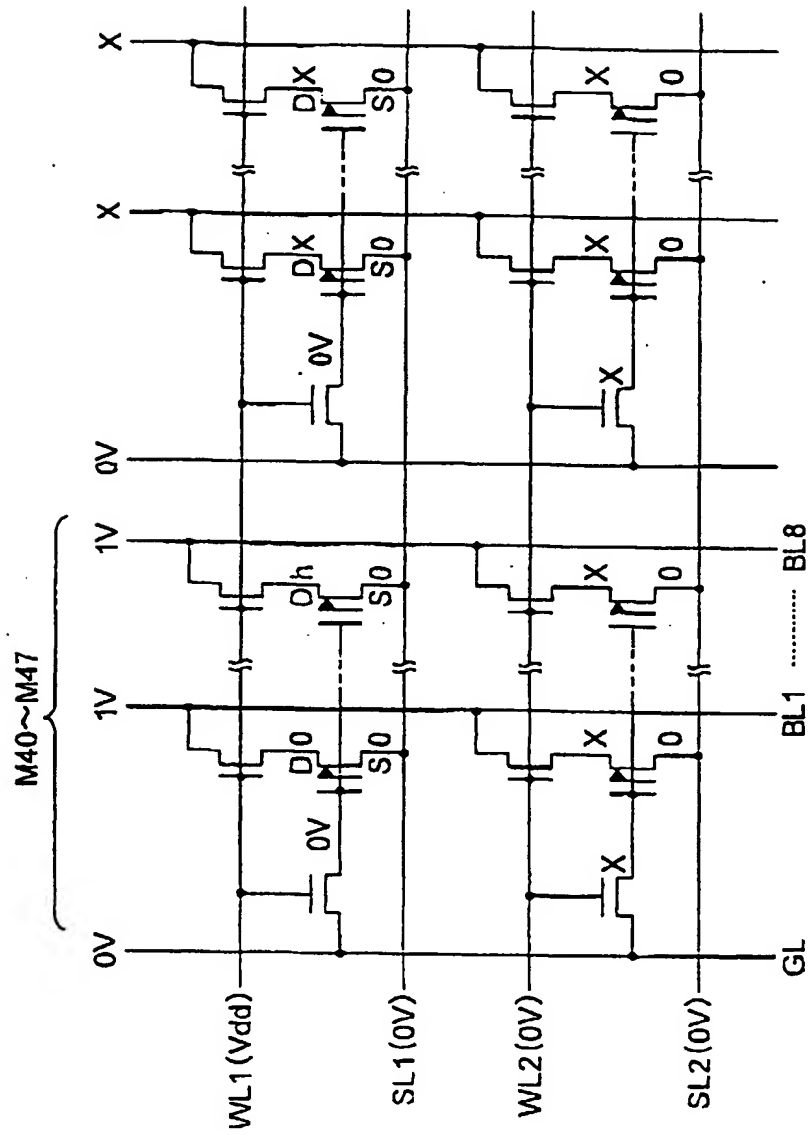 M40~M47
0V 1V 1V 0V X X
WL1(Vdd)
0V D 0 D h 0V D X D X
S 0 S 0 S 0 S 0
SL1(0V)
WL2(0V)
X X X X X X
0 0 0 0
SL2(0V)
GL BL1 ......... BL8